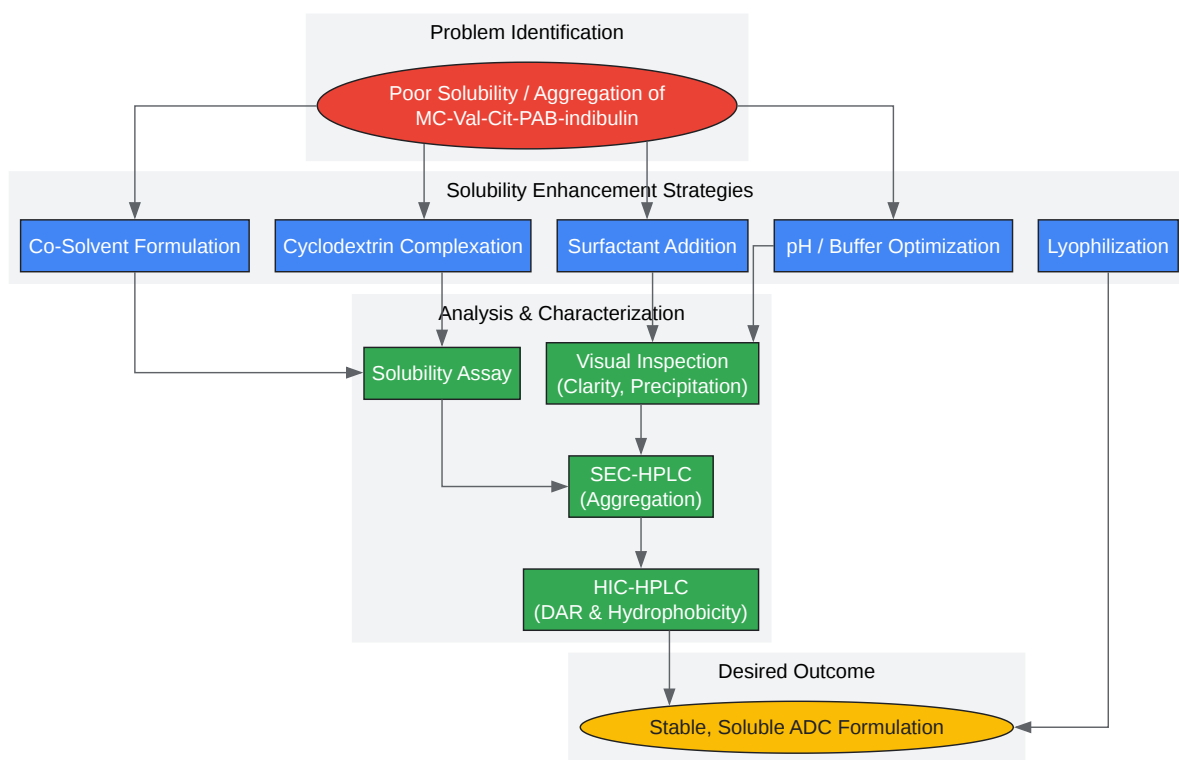 Problem Identification
Poor Solubility / Aggregation of
MC-Val-Cit-PAB-indibulin
Solubility Enhancement Strategies
Co-Solvent Formulation
Cyclodextrin Complexation
Surfactant Addition
pH / Buffer Optimization
Lyophilization
Analysis & Characterization
Solubility Assay
Visual Inspection
(Clarity, Precipitation)
SEC-HPLC
(Aggregation)
HIC-HPLC
(DAR & Hydrophobicity)
Desired Outcome
Stable, Soluble ADC Formulation